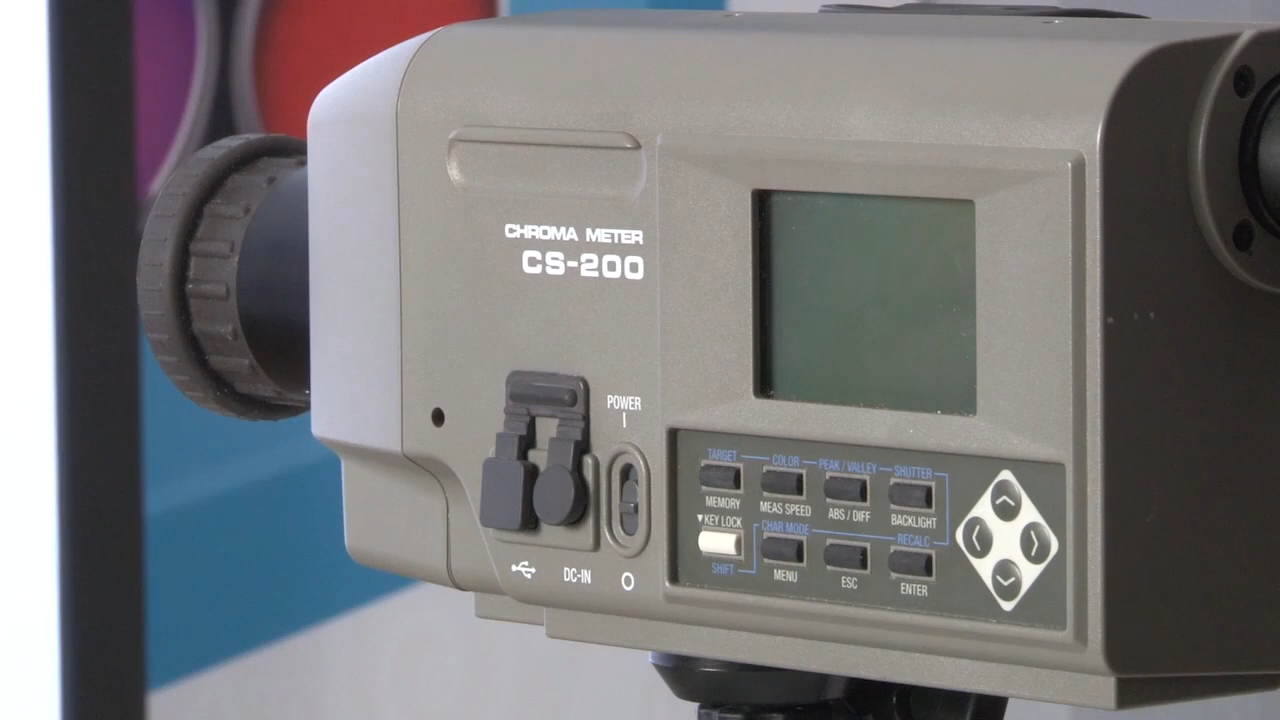 CHROMA METER
CS-200
POWER
I
DC-IN
O
TARGET COLOR PEAK / VALLEY SHUTTER
MEMORY MEAS SPEED ABS / DIFF BACKLIGHT
▼KEY LOCK CHAR MODE RECALC
SHIFT MENU ESC ENTER